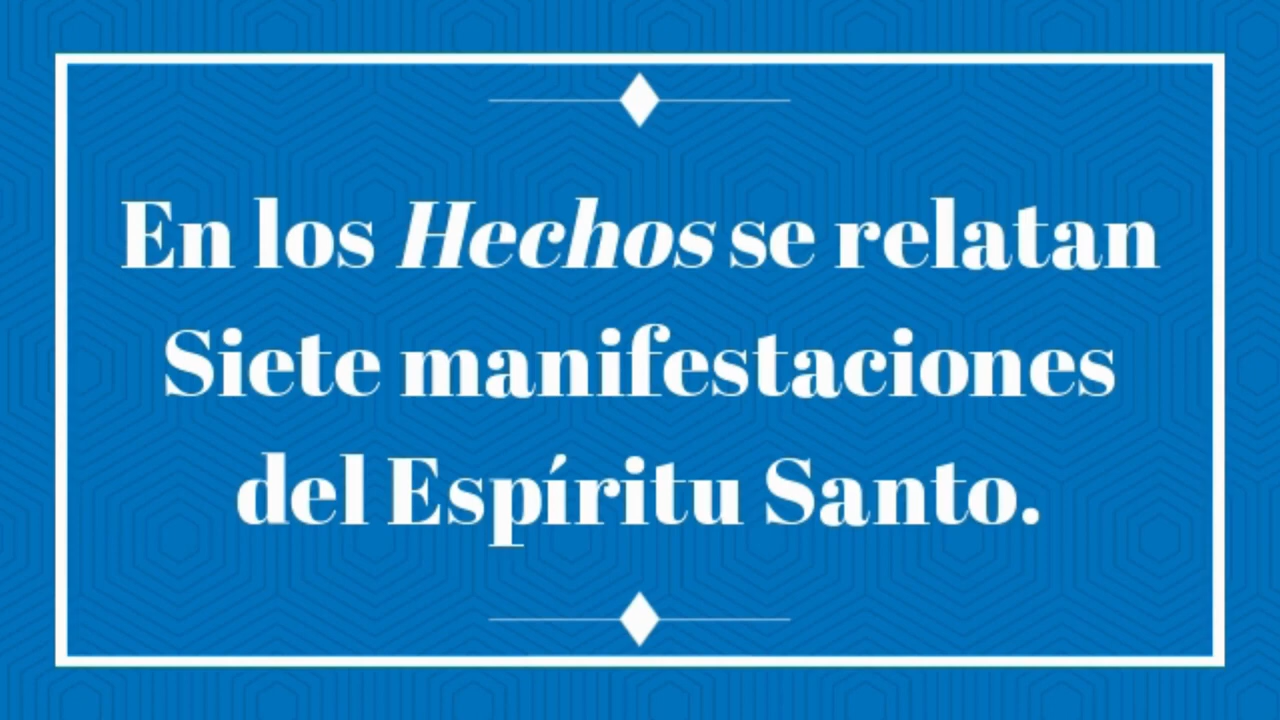 En los Hechos se relatan
Siete manifestaciones
del Espíritu Santo.